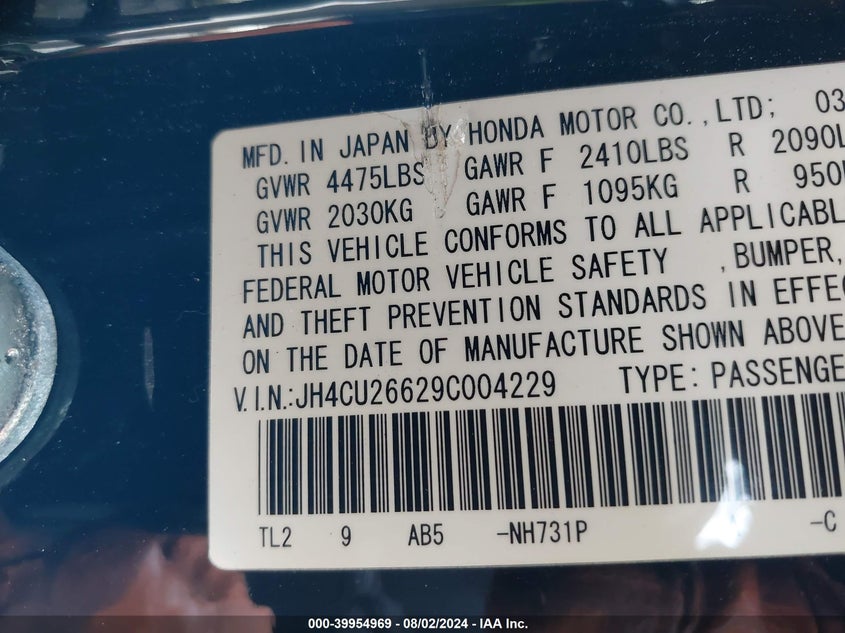 MFD. IN JAPAN BY HONDA MOTOR CO., LTD; 03
GVWR 4475LBS GAWR F 2410LBS R 2090L
GVWR 2030KG GAWR F 1095KG R 950
THIS VEHICLE CONFORMS TO ALL APPLICABL
FEDERAL MOTOR VEHICLE SAFETY , BUMPER,
AND THEFT PREVENTION STANDARDS IN EFFEC
ON THE DATE OF MANUFACTURE SHOWN ABOVE
V.I.N.:JH4CU26629C004229 TYPE: PASSENGE
TL2 9 AB5 -NH731P -C
000-39954969 - 08/02/2024 - IAA Inc.